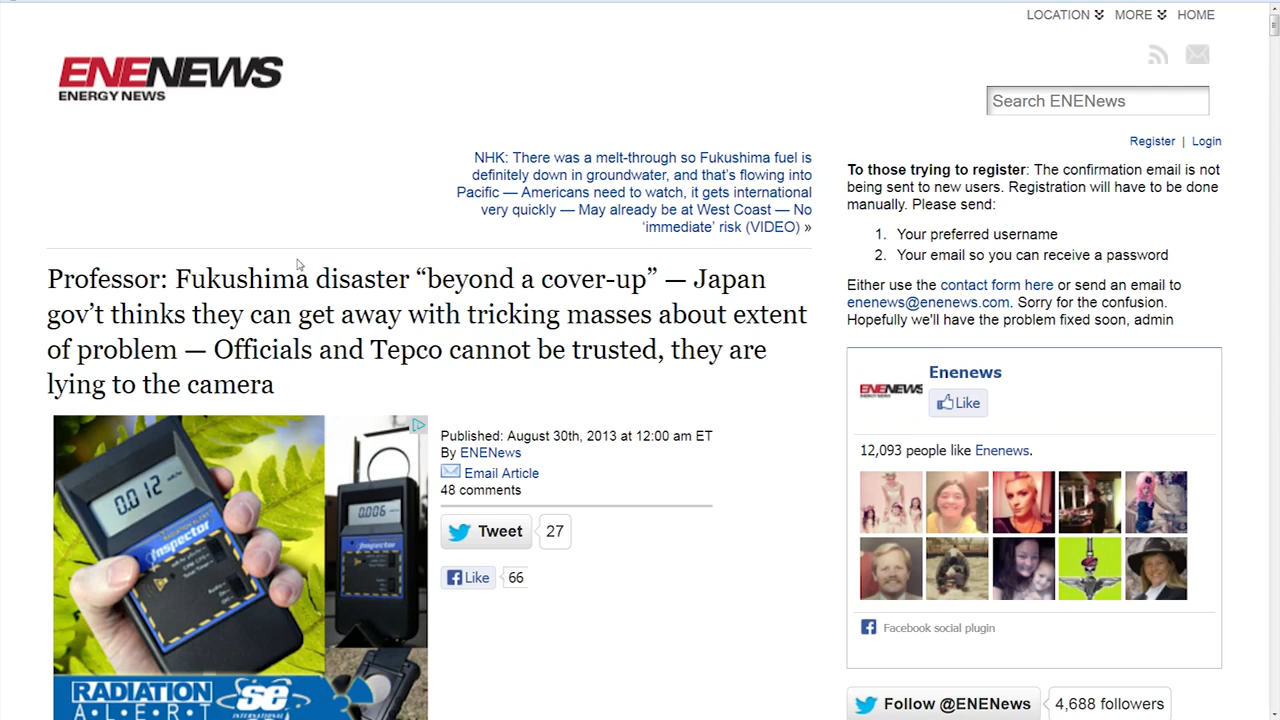 LOCATION MORE HOME
ENENEWS
ENERGY NEWS
Search ENENews
Register | Login
NHK: There was a melt-through so Fukushima fuel is
definitely down in groundwater, and that's flowing into
Pacific — Americans need to watch, it gets international
very quickly — May already be at West Coast — No
'immediate' risk (VIDEO) »
Professor: Fukushima disaster “beyond a cover-up” — Japan
gov’t thinks they can get away with tricking masses about extent
of problem — Officials and Tepco cannot be trusted, they are
lying to the camera
0.012
0.006
RADIATION ALERT
Inspector
RADIATION
A.L.E.R.T
se
INTERNATIONAL
Published: August 30th, 2013 at 12:00 am ET
By ENENews
Email Article
48 comments
Tweet 27
Like 66
To those trying to register: The confirmation email is not
being sent to new users. Registration will have to be done
manually. Please send:
1. Your preferred username
2. Your email so you can receive a password
Either use the contact form here or send an email to
enenews@enenews.com. Sorry for the confusion.
Hopefully we'll have the problem fixed soon, admin
ENENEWS
Enenews
Like
12,093 people like Enenews.
Facebook social plugin
Follow @ENENews 4,688 followers